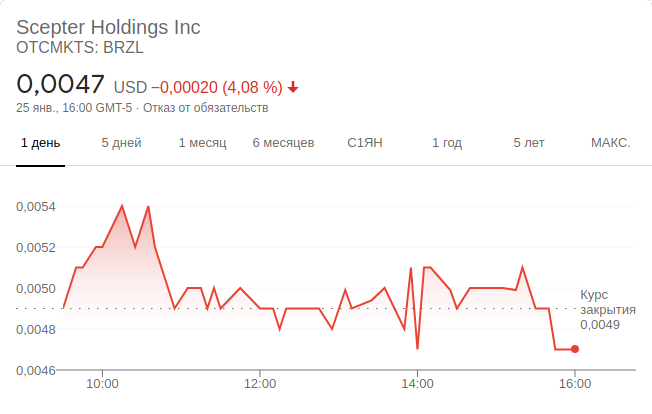 Scepter Holdings Inc
OTCMKTS: BRZL
0,0047 USD −0,00020 (4,08 %)
25 янв., 16:00 GMT-5 · Отказ от обязательств
1 день 5 дней 1 месяц 6 месяцев С1ЯН 1 год 5 лет МАКС.
0,0054
0,0052
0,0050
Курс
закрытия
0,0049
0,0048
0,0046
10:00 12:00 14:00 16:00